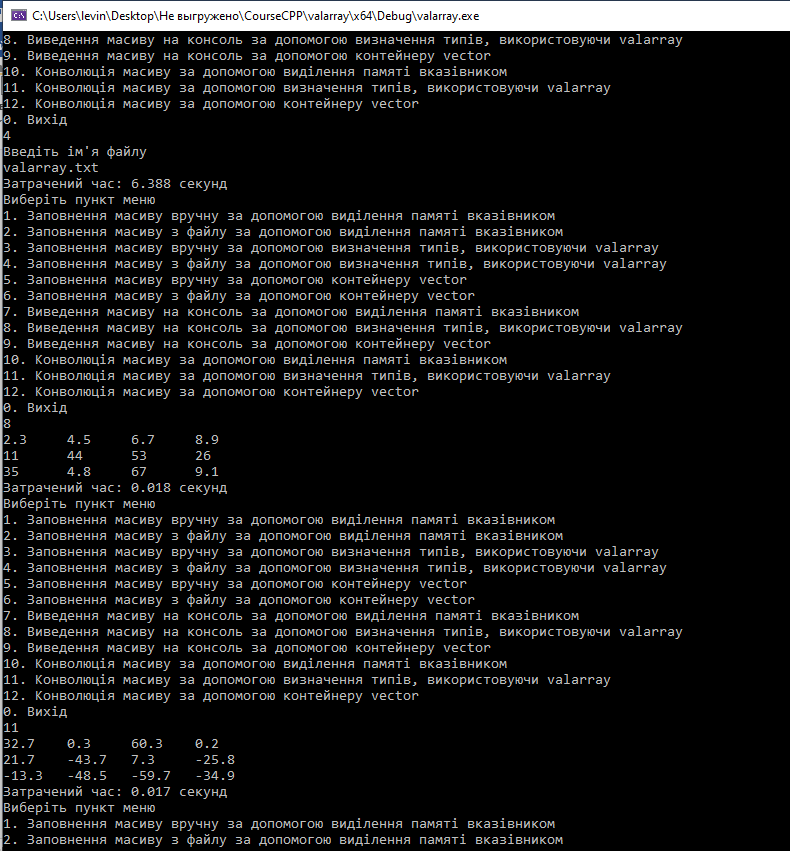 C:\Users\levin\Desktop\Не выгружено\CourseCPP\valarray\x64\Debug\valarray.exe
8. Виведення масиву на консоль за допомогою визначення типів, використовуючи valarray
9. Виведення масиву на консоль за допомогою контейнеру vector
10. Конволюція масиву за допомогою виділення памяті вказівником
11. Конволюція масиву за допомогою визначення типів, використовуючи valarray
12. Конволюція масиву за допомогою контейнеру vector
0. Вихід
4
Введіть ім'я файлу
valarray.txt
Затрачений час: 6.388 секунд
Виберіть пункт меню
1. Заповнення масиву вручну за допомогою виділення памяті вказівником
2. Заповнення масиву з файлу за допомогою виділення памяті вказівником
3. Заповнення масиву вручну за допомогою визначення типів, використовуючи valarray
4. Заповнення масиву з файлу за допомогою визначення типів, використовуючи valarray
5. Заповнення масиву вручну за допомогою контейнеру vector
6. Заповнення масиву з файлу за допомогою контейнеру vector
7. Виведення масиву на консоль за допомогою виділення памяті вказівником
8. Виведення масиву на консоль за допомогою визначення типів, використовуючи valarray
9. Виведення масиву на консоль за допомогою контейнеру vector
10. Конволюція масиву за допомогою виділення памяті вказівником
11. Конволюція масиву за допомогою визначення типів, використовуючи valarray
12. Конволюція масиву за допомогою контейнеру vector
0. Вихід
8
2.3 4.5 6.7 8.9
11 44 53 26
35 4.8 67 9.1
Затрачений час: 0.018 секунд
Виберіть пункт меню
1. Заповнення масиву вручну за допомогою виділення памяті вказівником
2. Заповнення масиву з файлу за допомогою виділення памяті вказівником
3. Заповнення масиву вручну за допомогою визначення типів, використовуючи valarray
4. Заповнення масиву з файлу за допомогою визначення типів, використовуючи valarray
5. Заповнення масиву вручну за допомогою контейнеру vector
6. Заповнення масиву з файлу за допомогою контейнеру vector
7. Виведення масиву на консоль за допомогою виділення памяті вказівником
8. Виведення масиву на консоль за допомогою визначення типів, використовуючи valarray
9. Виведення масиву на консоль за допомогою контейнеру vector
10. Конволюція масиву за допомогою виділення памяті вказівником
11. Конволюція масиву за допомогою визначення типів, використовуючи valarray
12. Конволюція масиву за допомогою контейнеру vector
0. Вихід
11
32.7 0.3 60.3 0.2
21.7 -43.7 7.3 -25.8
-13.3 -48.5 -59.7 -34.9
Затрачений час: 0.017 секунд
Виберіть пункт меню
1. Заповнення масиву вручну за допомогою виділення памяті вказівником
2. Заповнення масиву з файлу за допомогою виділення памяті вказівником